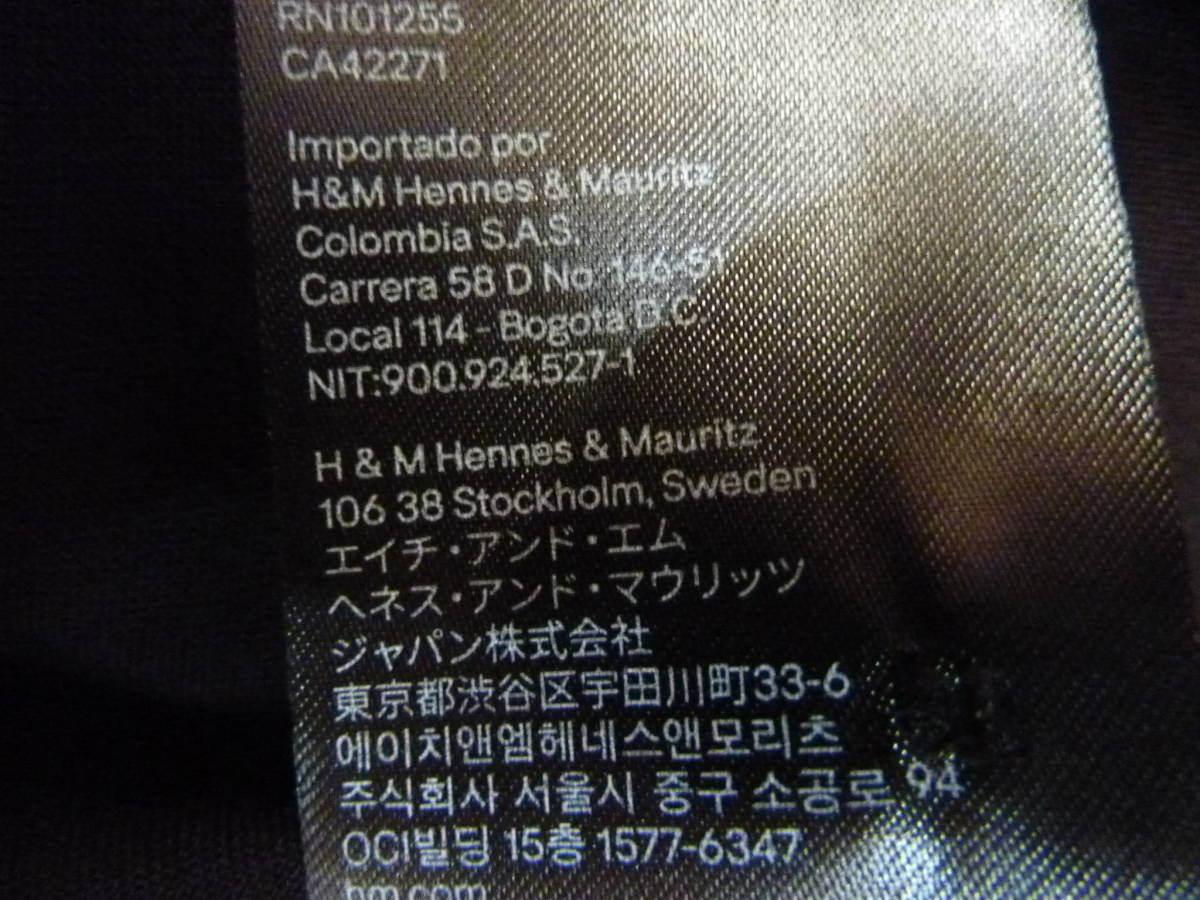 RN101255
CA42271
Importado por
H&M Hennes & Mauritz
Colombia S.A.S.
Carrera 58 D No 146-51
Local 114 - Bogota D.C
NIT:900.924.527-1
H & M Hennes & Mauritz
106 38 Stockholm, Sweden
エイチ・アンド・エム
ヘネス・アンド・マウリッツ
ジャパン株式会社
東京都渋谷区宇田川町33-6
에이치앤엠헤네스앤모리츠
주식회사 서울시 중구 소공로 94
OCI빌딩 15층 1577-6347
hm.com